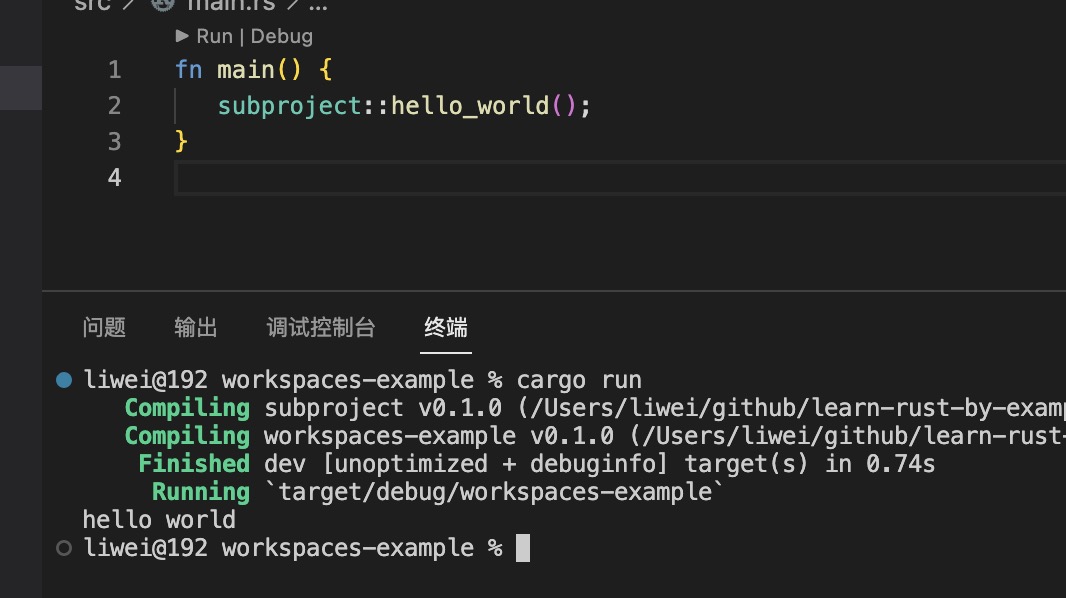 src > main.rs > ...
Run | Debug
1 fn main() {
2 subproject::hello_world();
3 }
4
问题 输出 调试控制台 终端
liwei@192 workspaces-example % cargo run
Compiling subproject v0.1.0 (/Users/liwei/github/learn-rust-by-examp
Compiling workspaces-example v0.1.0 (/Users/liwei/github/learn-rust-
Finished dev [unoptimized + debuginfo] target(s) in 0.74s
Running `target/debug/workspaces-example`
hello world
liwei@192 workspaces-example %